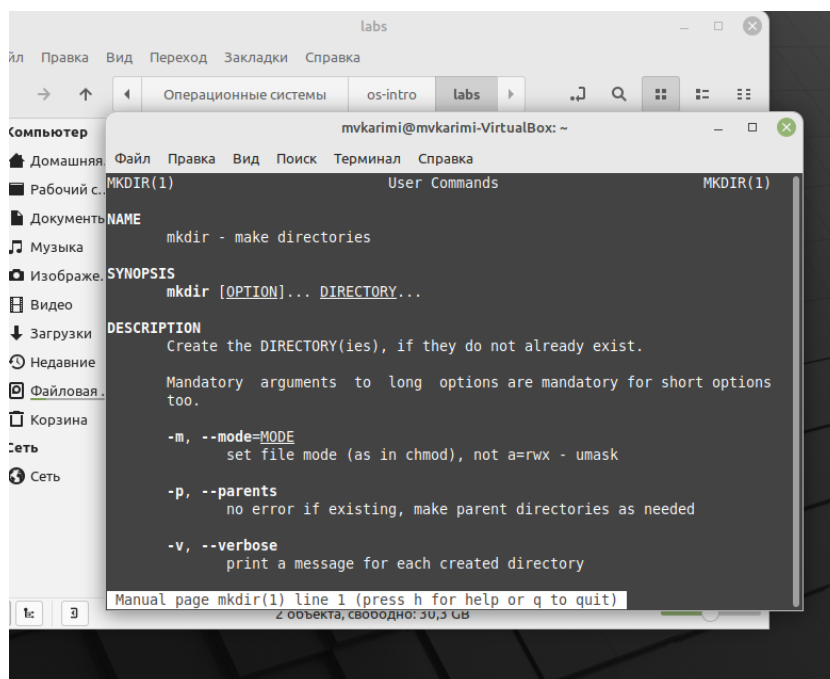 labs
Правка Вид Переход Закладки Справка
Операционные системы os-intro labs
Компьютер
Домашняя
Рабочий с...
Документы
Музыка
Изображе...
Видео
Загрузки
Недавние
Файловая ...
Корзина
Сеть
Сеть
2 объекта, свободно: 30,3 GB
mvkarimi@mvkarimi-VirtualBox: ~
Файл Правка Вид Поиск Терминал Справка
MKDIR(1) User Commands MKDIR(1)
NAME
mkdir - make directories
SYNOPSIS
mkdir [OPTION]... DIRECTORY...
DESCRIPTION
Create the DIRECTORY(ies), if they do not already exist.
Mandatory arguments to long options are mandatory for short options
too.
-m, --mode=MODE
set file mode (as in chmod), not a=rwx - umask
-p, --parents
no error if existing, make parent directories as needed
-v, --verbose
print a message for each created directory
Manual page mkdir(1) line 1 (press h for help or q to quit)